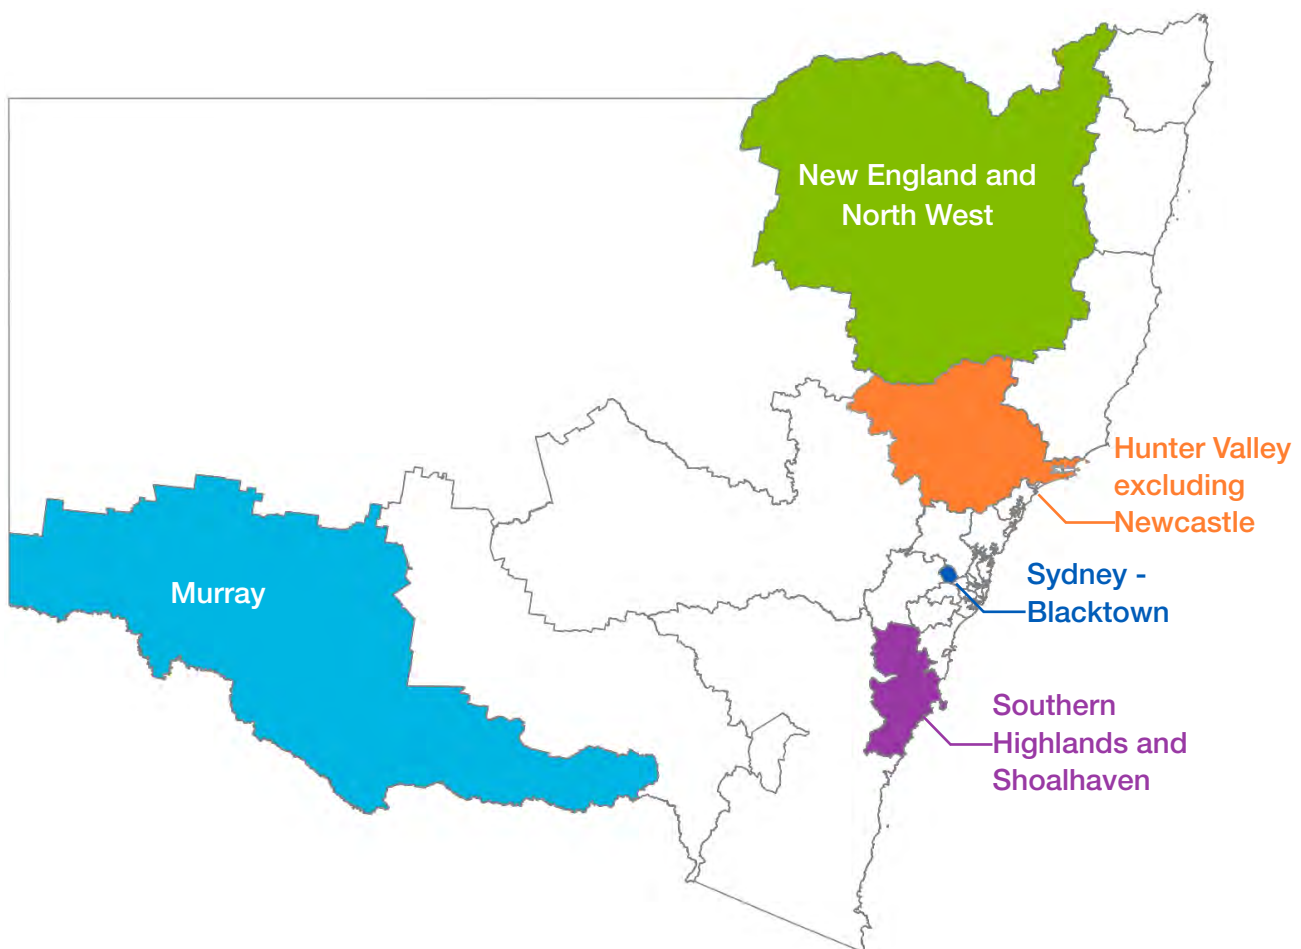 New England and
North West
Hunter Valley
excluding
Newcastle
Sydney -
Blacktown
Murray
Southern
Highlands and
Shoalhaven